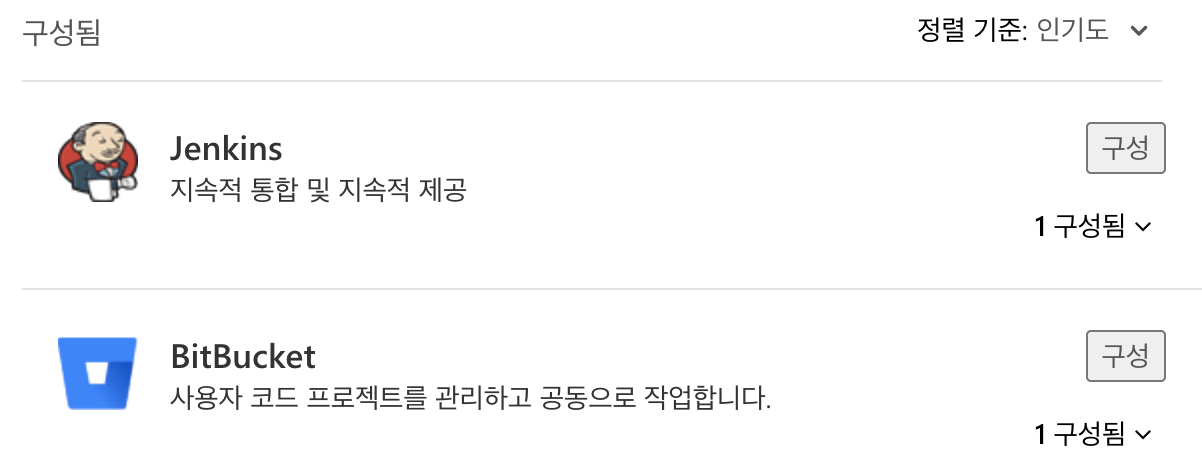 구성됨
정렬 기준: 인기도
Jenkins
구성
지속적 통합 및 지속적 제공
1 구성됨
BitBucket
구성
사용자 코드 프로젝트를 관리하고 공동으로 작업합니다.
1 구성됨